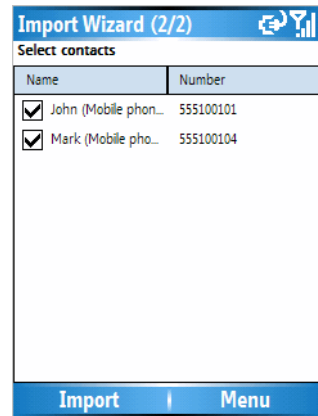 Import Wizard (2/2)
Select contacts
Name Number
John (Mobile phon... 555100101
Mark (Mobile pho... 555100104
Import Menu